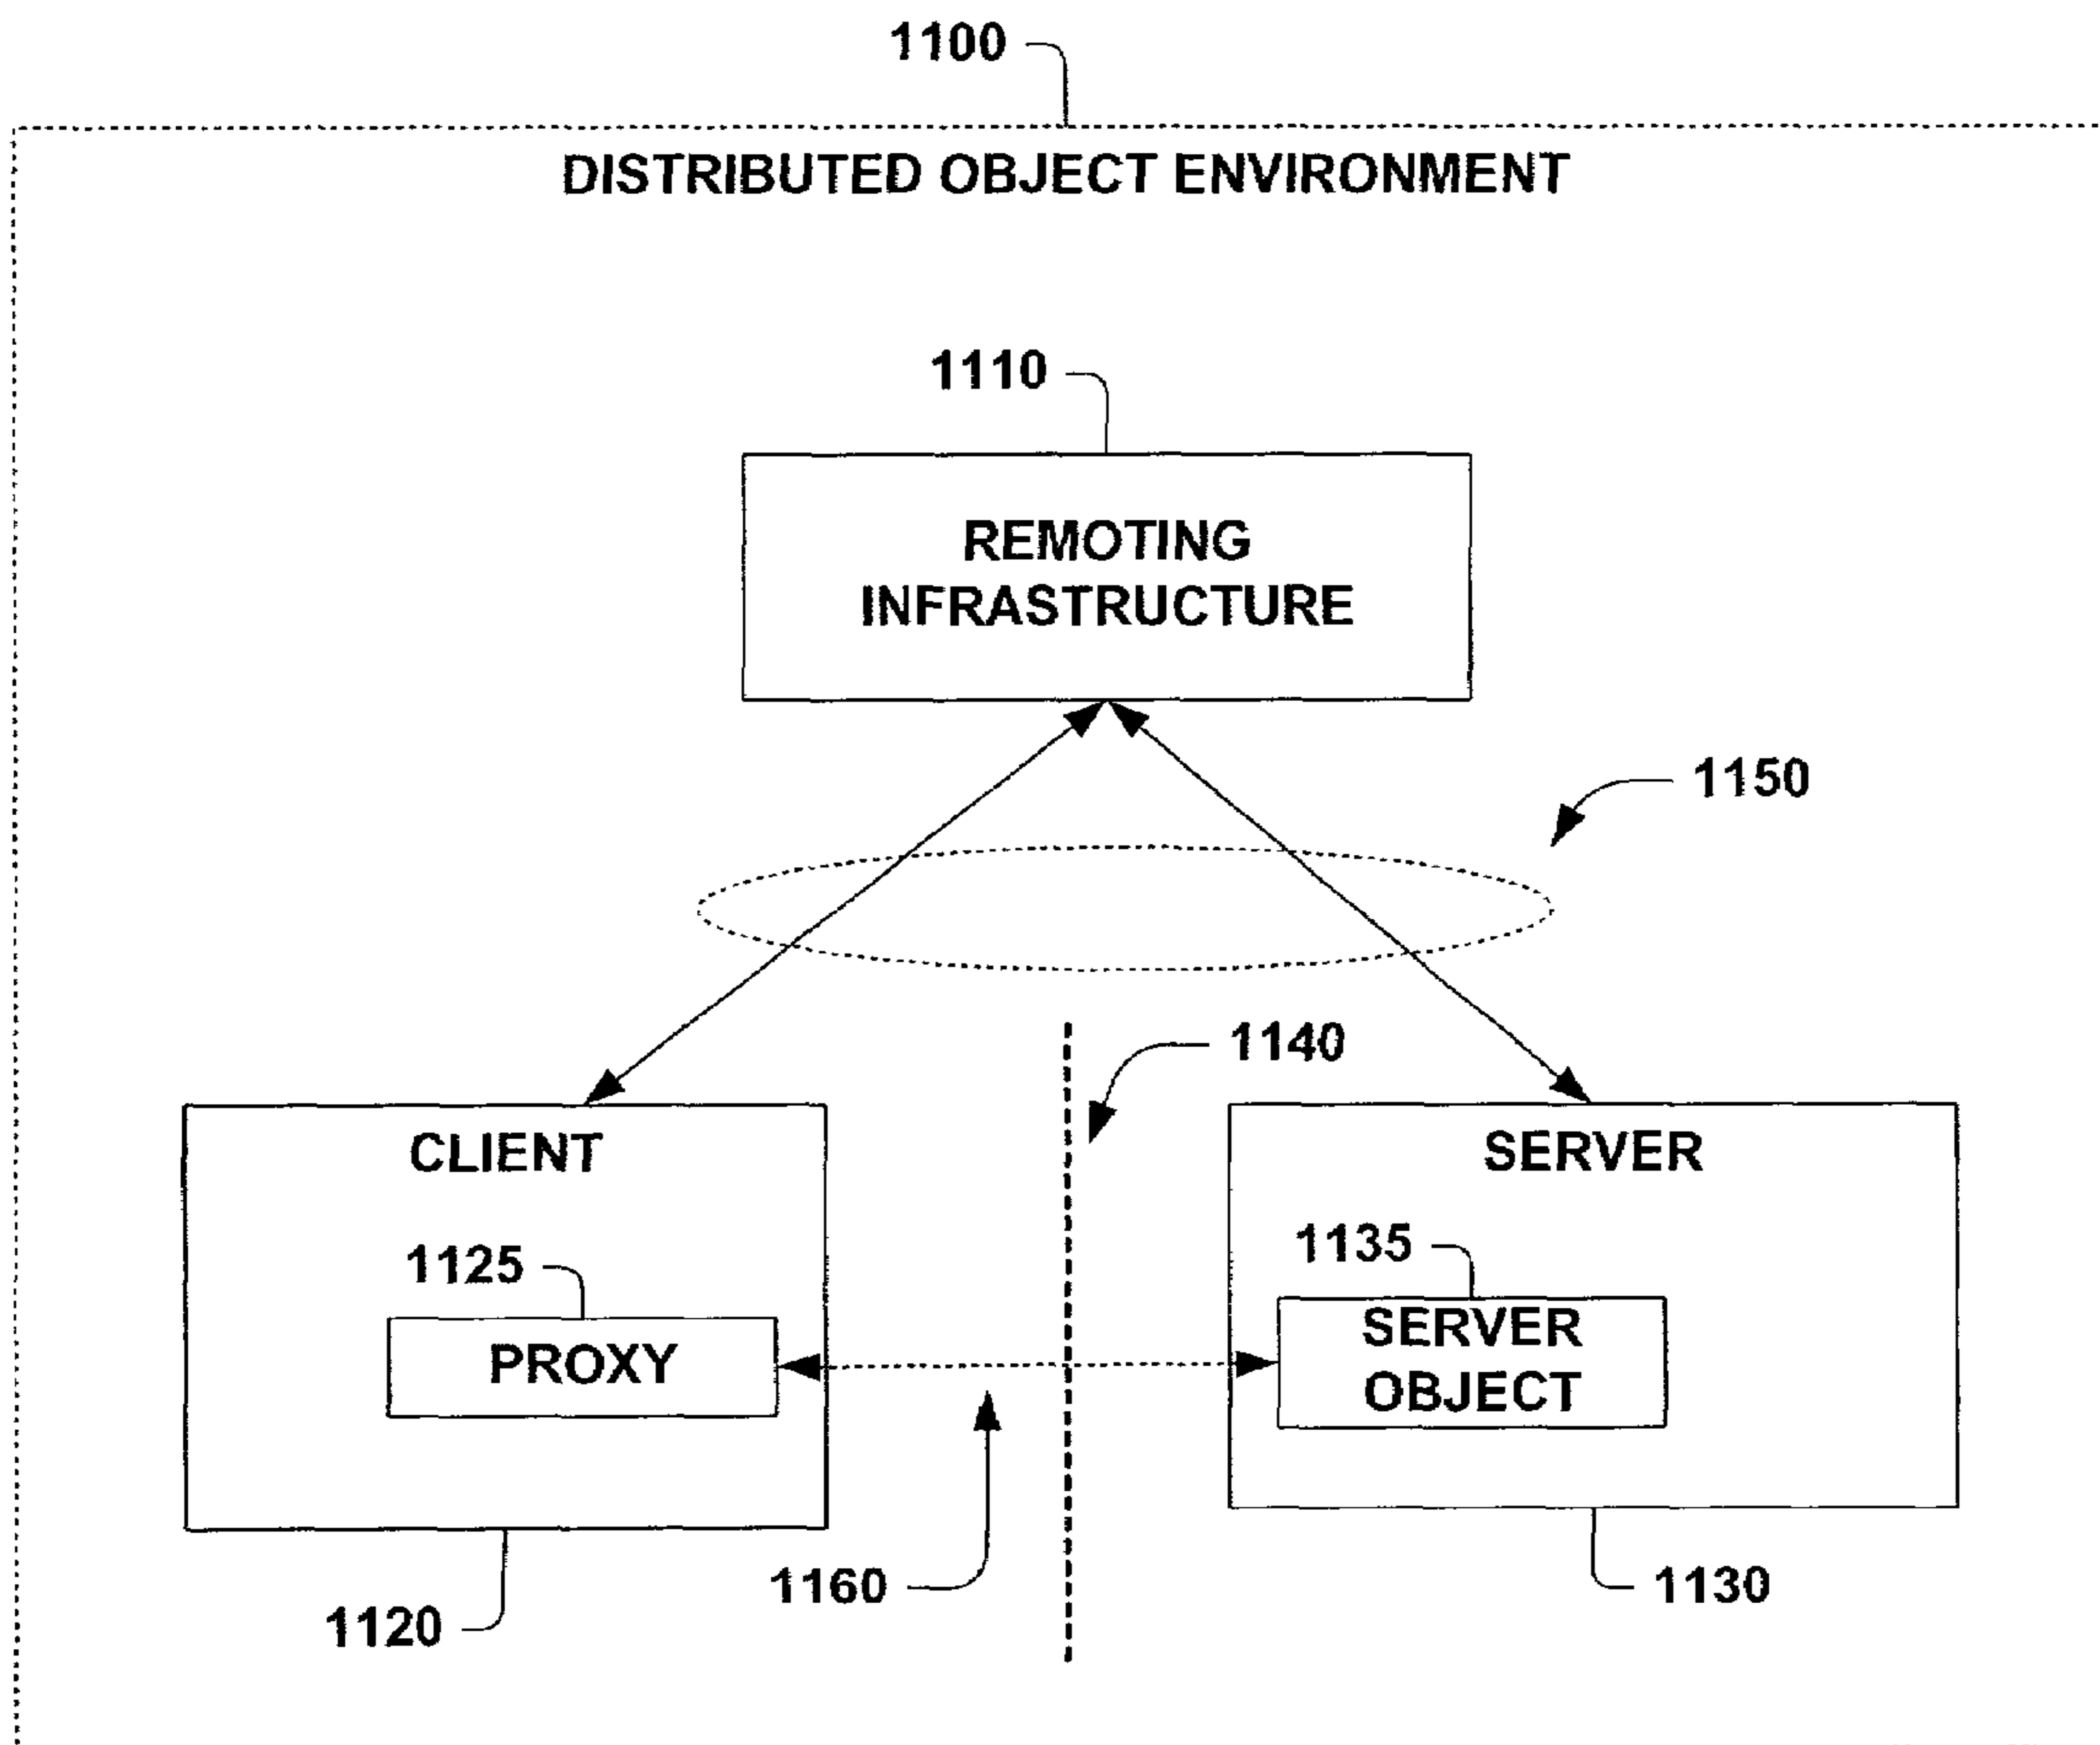 1100
DISTRIBUTED OBJECT ENVIRONMENT
1110
REMOTING
INFRASTRUCTURE
1150
1140
CLIENT
SERVER
1125
1135
PROXY
SERVER
OBJECT
1160
1130
1120